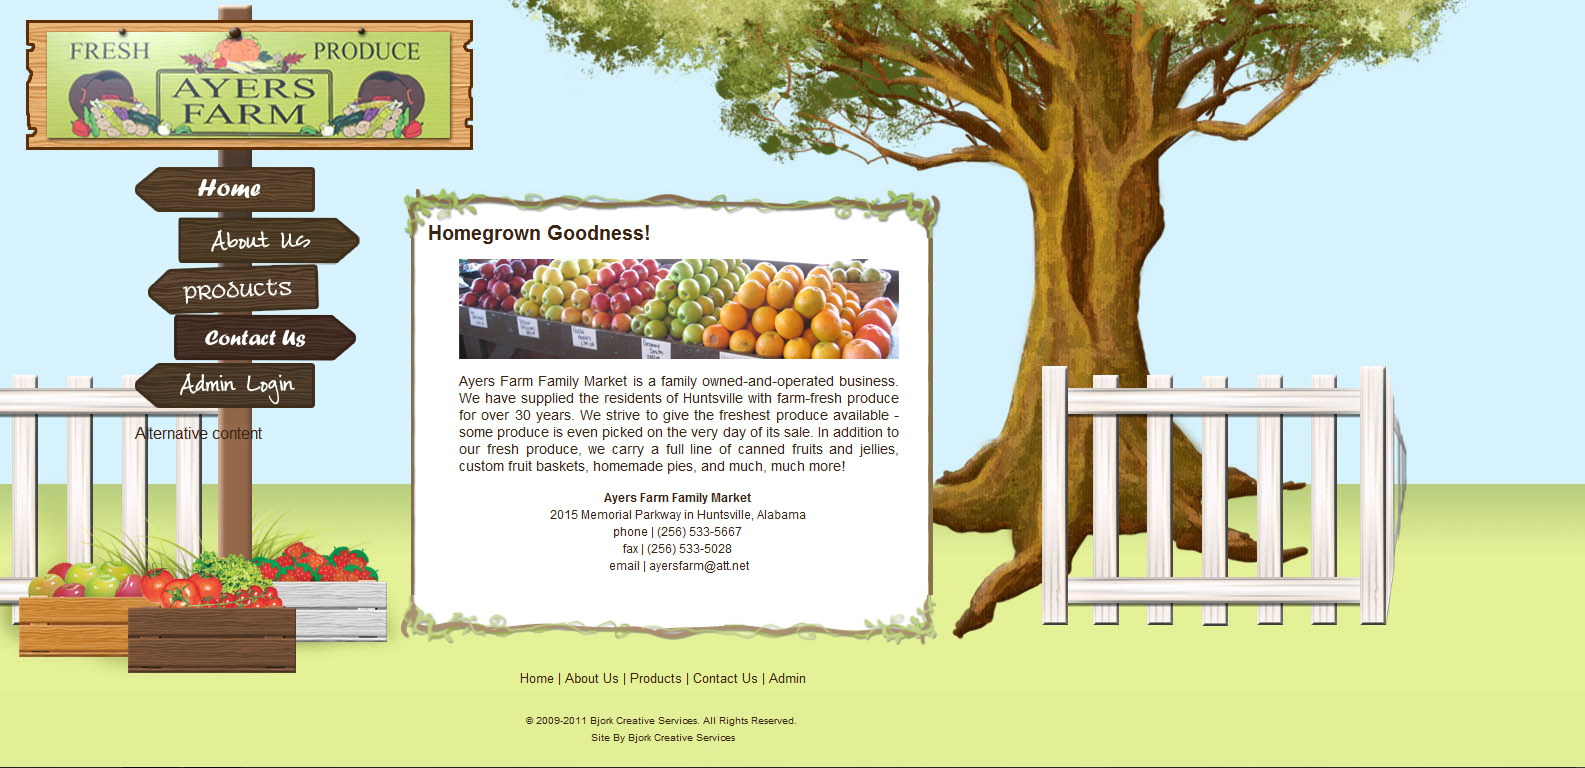 FRESH PRODUCE
AYERS
FARM
Home
About Us
PRODUCTS
Contact Us
Admin Login
Alternative content
Homegrown Goodness!
Ayers Farm Family Market is a family owned-and-operated business.
We have supplied the residents of Huntsville with farm-fresh produce
for over 30 years. We strive to give the freshest produce available -
some produce is even picked on the very day of its sale. In addition to
our fresh produce, we carry a full line of canned fruits and jellies,
custom fruit baskets, homemade pies, and much, much more!
Ayers Farm Family Market
2015 Memorial Parkway in Huntsville, Alabama
phone | (256) 533-5667
fax | (256) 533-5028
email | ayersfarm@att.net
Home | About Us | Products | Contact Us | Admin
© 2009-2011 Bjork Creative Services. All Rights Reserved.
Site By Bjork Creative Services